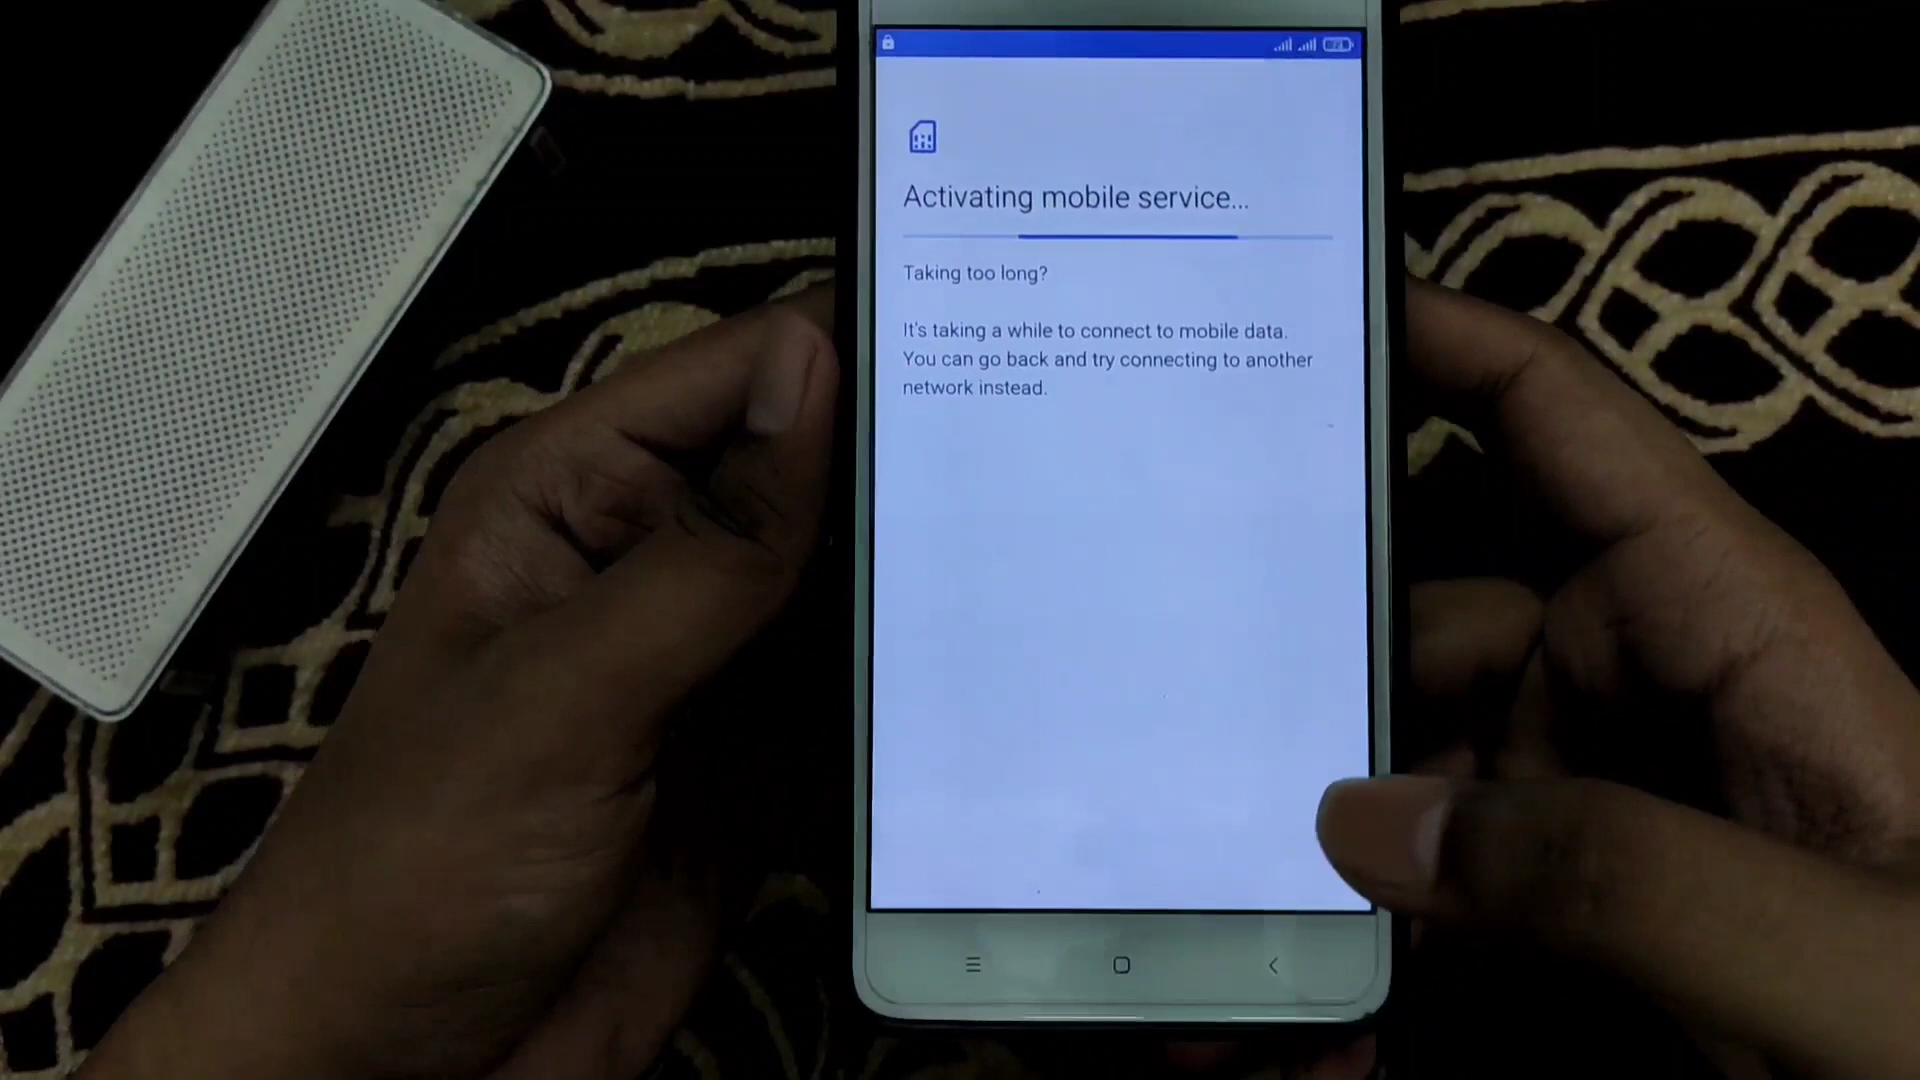 Activating mobile service...
Taking too long?
It's taking a while to connect to mobile data.
You can go back and try connecting to another
network instead.